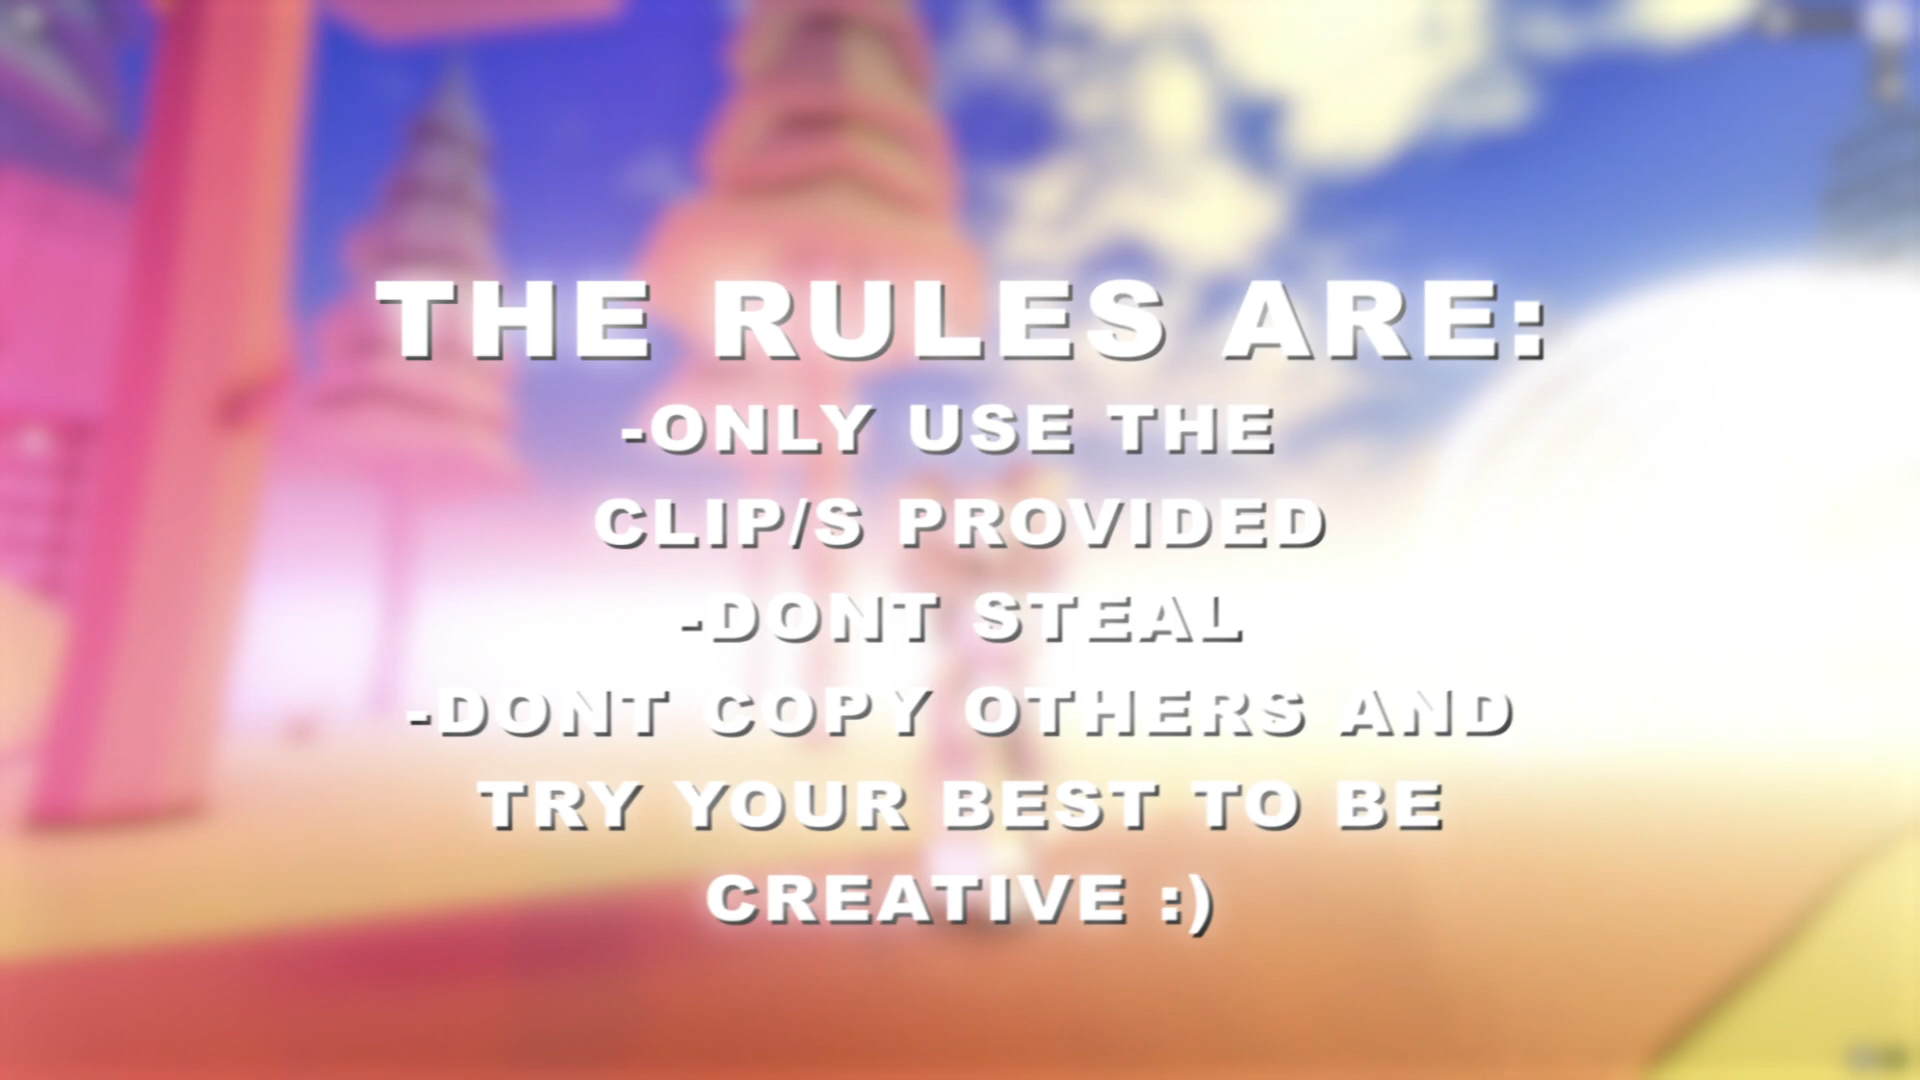 THE RULES ARE:
-ONLY USE THE
CLIP/S PROVIDED
-DONT STEAL
-DONT COPY OTHERS AND
TRY YOUR BEST TO BE
CREATIVE :)